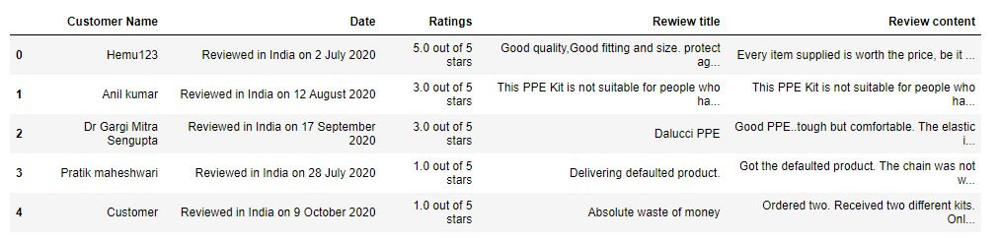 Customer Name Date Ratings Rewiew title Review content
0 Hemu123 Reviewed in India on 2 July 2020 5.0 out of 5 stars Good quality,Good fitting and size. protect ag... Every item supplied is worth the price, be it ...
1 Anil kumar Reviewed in India on 12 August 2020 3.0 out of 5 stars This PPE Kit is not suitable for people who ha... This PPE Kit is not suitable for people who ha...
2 Dr Gargi Mitra Sengupta Reviewed in India on 17 September 2020 3.0 out of 5 stars Dalucci PPE Good PPE..tough but comfortable. The elastic i...
3 Pratik maheshwari Reviewed in India on 28 July 2020 1.0 out of 5 stars Delivering defaulted product. Got the defaulted product. The chain was not w...
4 Customer Reviewed in India on 9 October 2020 1.0 out of 5 stars Absolute waste of money Ordered two. Received two different kits. Onl...